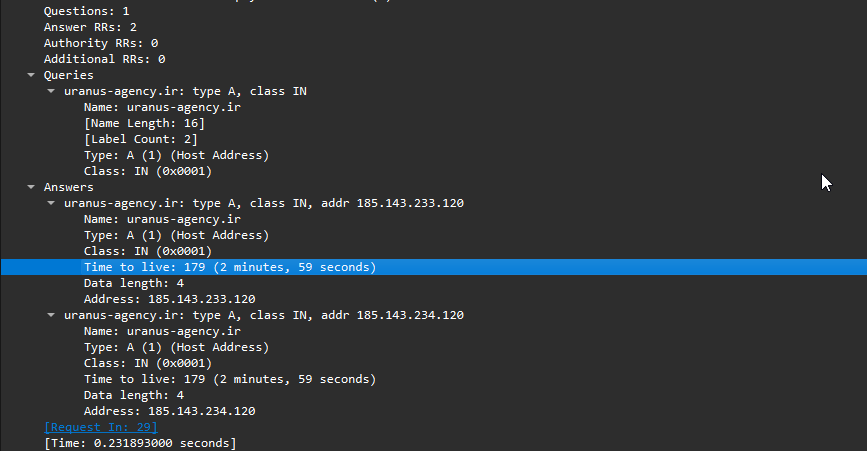 Questions: 1
Answer RRs: 2
Authority RRs: 0
Additional RRs: 0
Queries
uranus-agency.ir: type A, class IN
Name: uranus-agency.ir
[Name Length: 16]
[Label Count: 2]
Type: A (1) (Host Address)
Class: IN (0x0001)
Answers
uranus-agency.ir: type A, class IN, addr 185.143.233.120
Name: uranus-agency.ir
Type: A (1) (Host Address)
Class: IN (0x0001)
Time to live: 179 (2 minutes, 59 seconds)
Data length: 4
Address: 185.143.233.120
uranus-agency.ir: type A, class IN, addr 185.143.234.120
Name: uranus-agency.ir
Type: A (1) (Host Address)
Class: IN (0x0001)
Time to live: 179 (2 minutes, 59 seconds)
Data length: 4
Address: 185.143.234.120
[Request In: 29]
[Time: 0.231893000 seconds]